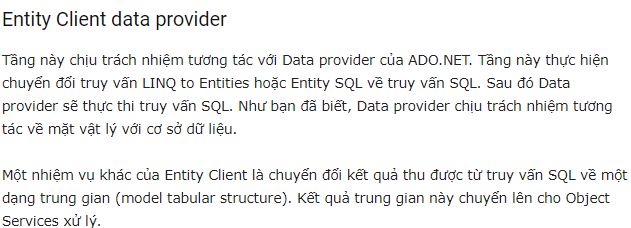 Entity Client data provider
Tầng này chịu trách nhiệm tương tác với Data provider của ADO.NET. Tầng này thực hiện
chuyển đổi truy vấn LINQ to Entities hoặc Entity SQL về truy vấn SQL. Sau đó Data
provider sẽ thực thi truy vấn SQL. Như bạn đã biết, Data provider chịu trách nhiệm tương
tác về mặt vật lý với cơ sở dữ liệu.
Một nhiệm vụ khác của Entity Client là chuyển đổi kết quả thu được từ truy vấn SQL về một
dạng trung gian (model tabular structure). Kết quả trung gian này chuyển lên cho Object
Services xử lý.